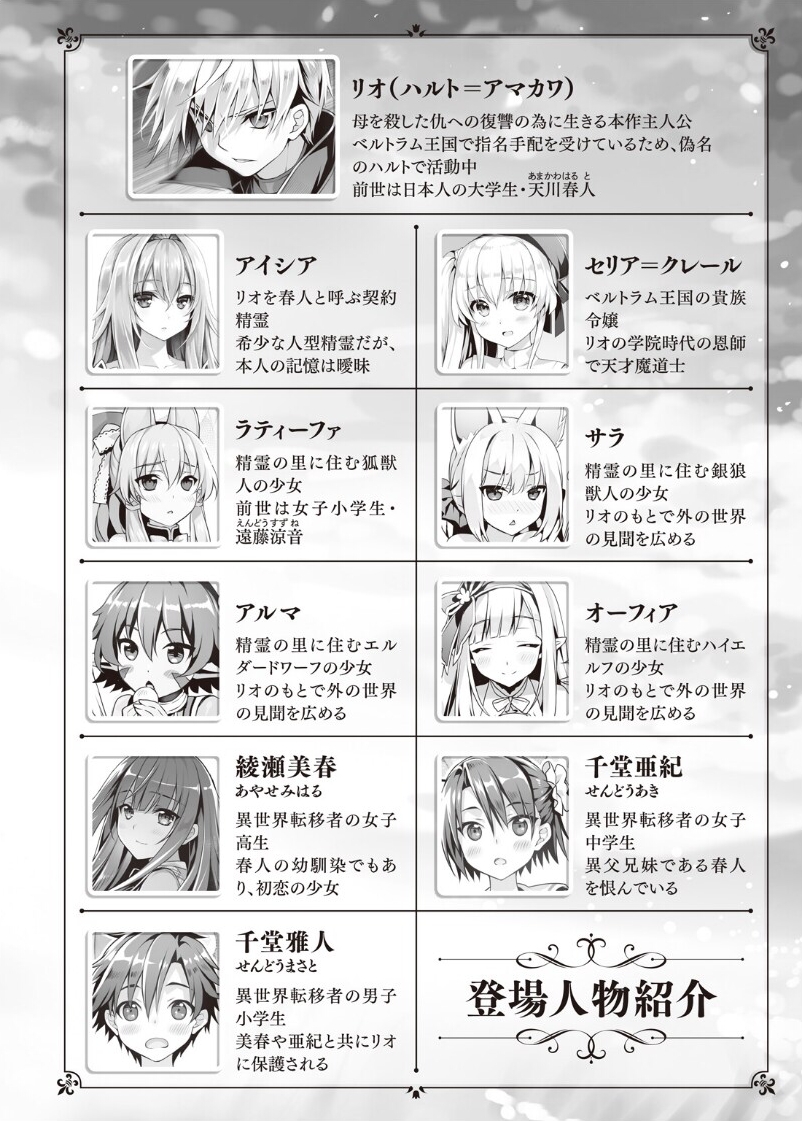 リオ(ハルト=アマカワ)
母を殺した仇への復讐の為に生きる本作主人公
ベルトラム王国で指名手配を受けているため、偽名
のハルトで活動中
あまかわはると
前世は日本人の大学生・天川春人
アイシア
リオを春人と呼ぶ契約
精霊
希少な人型精霊だが、
本人の記憶は曖昧
セリア=クレール
ベルトラム王国の貴族
令嬢
リオの学院時代の恩師
で天才魔道士
ラティーファ
精霊の里に住む狐獣
人の少女
前世は女子小学生・
えんどうすずね
遠藤涼音
サラ
精霊の里に住む銀狼
獣人の少女
リオのもとで外の世界
の見聞を広める
アルマ
精霊の里に住むエル
ダードワーフの少女
リオのもとで外の世界
の見聞を広める
オーフィア
精霊の里に住むハイエ
ルフの少女
リオのもとで外の世界
の見聞を広める
綾瀬美春
あやせみはる
異世界転移者の女子
高生
春人の幼馴染でもあ
り、初恋の少女
千堂亜紀
せんどうあき
異世界転移者の女子
中学生
異父兄妹である春人
を恨んでいる
千堂雅人
せんどうまさと
異世界転移者の男子
小学生
美春や亜紀と共にリオ
に保護される
登場人物紹介